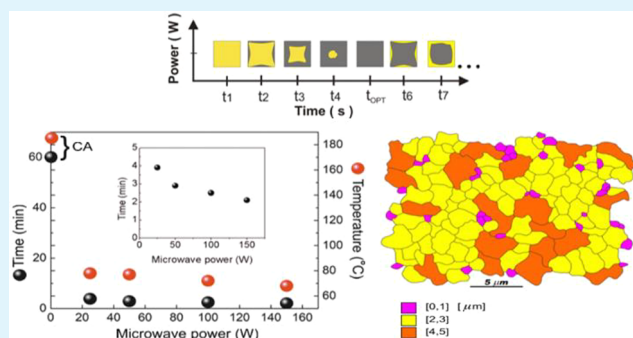 Power ( W )
t1 t2 t3 t4 tOPT t6 t7 ...
Time ( s )
Time (min)
60
40
20
0
CA
Time (min)
5
4
3
2
1
0
0 50 100 150
Microwave power (W)
180
160
140
120
100
80
60
Temperature (°C)
0 20 40 60 80 100 120 140 160
Microwave power (W)
5 μm
[0,1] [μm]
[2,3]
[4,5]